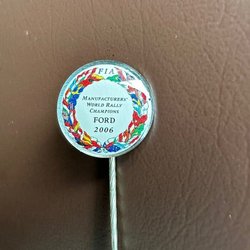 FIA
MANUFACTURERS'
WORLD RALLY
CHAMPIONS
FORD
2006